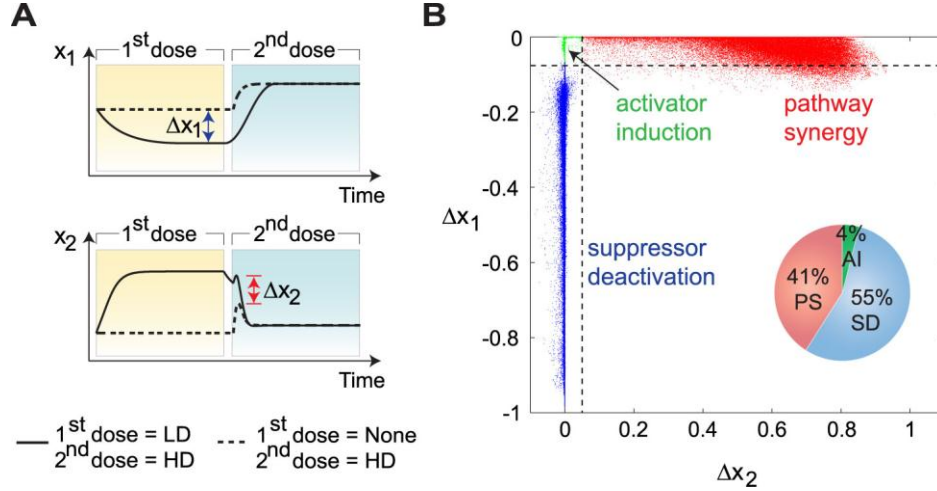 A
x1
1st dose
2nd dose
Δx1
Time
x2
1st dose
2nd dose
Δx2
Time
1st dose = LD
2nd dose = HD
1st dose = None
2nd dose = HD
B
0
-0.2
-0.4
-0.6
-0.8
-1
Δx1
activator
induction
pathway
synergy
suppressor
deactivation
4%
AI
41%
PS
55%
SD
0
0.2
0.4
0.6
0.8
1
Δx2